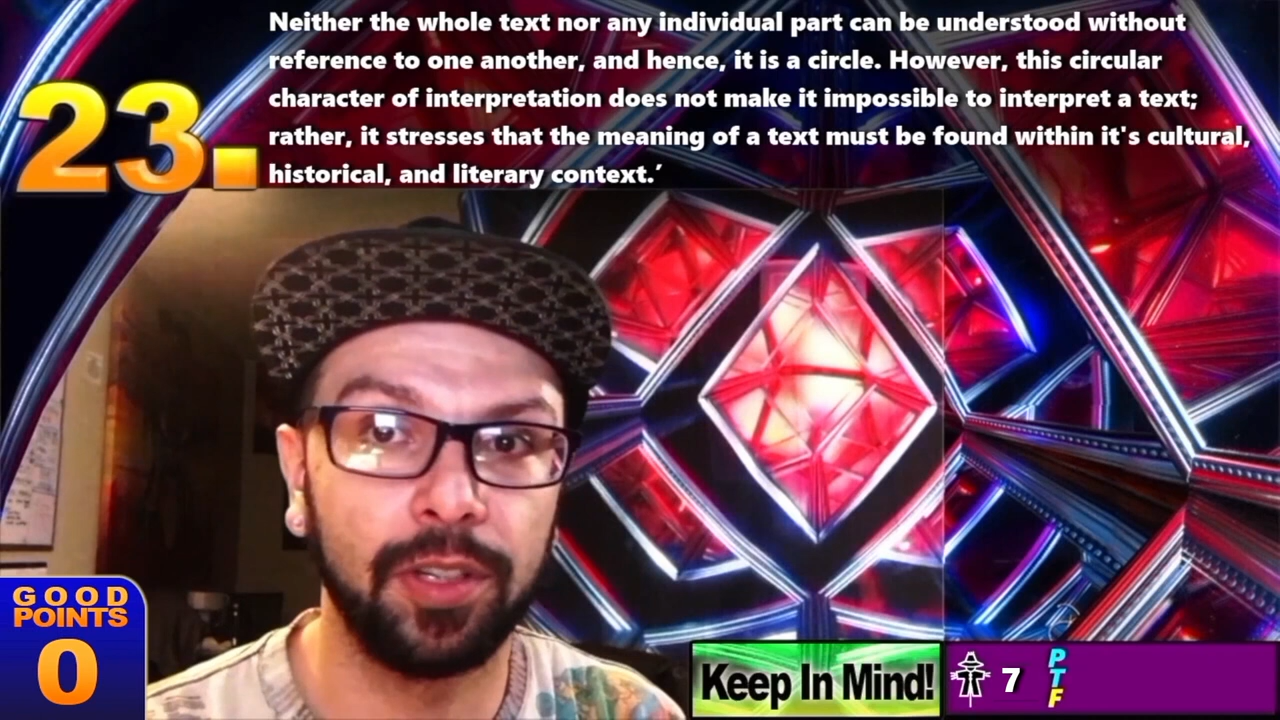 Neither the whole text nor any individual part can be understood without
reference to one another, and hence, it is a circle. However, this circular
character of interpretation does not make it impossible to interpret a text;
rather, it stresses that the meaning of a text must be found within it's cultural,
historical, and literary context.’
23.
GOOD
POINTS
0
Keep In Mind!
7
P
T
F